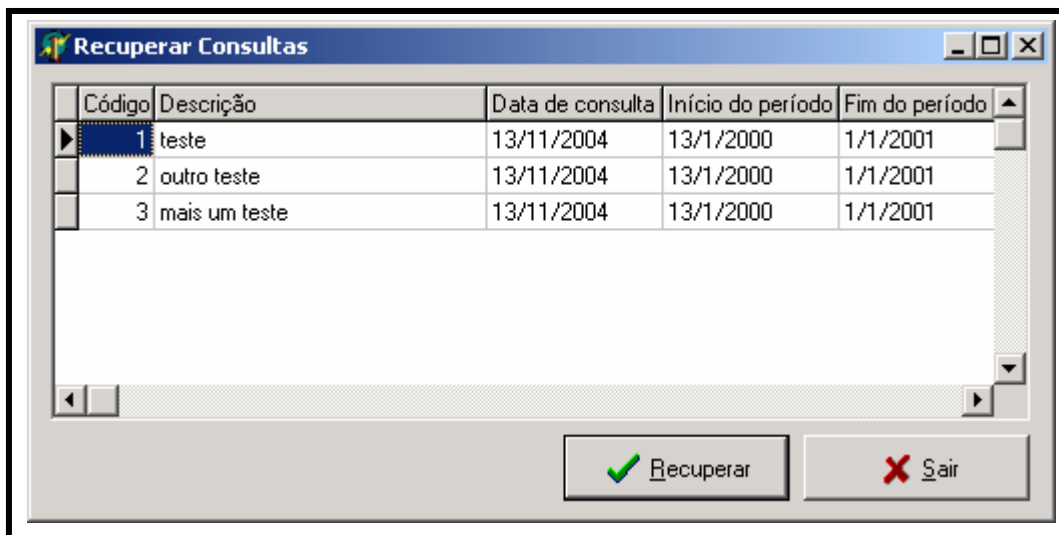 Recuperar Consultas
Código Descrição Data de consulta Início do período Fim do período
1 teste 13/11/2004 13/1/2000 1/1/2001
2 outro teste 13/11/2004 13/1/2000 1/1/2001
3 mais um teste 13/11/2004 13/1/2000 1/1/2001
Recuperar Sair